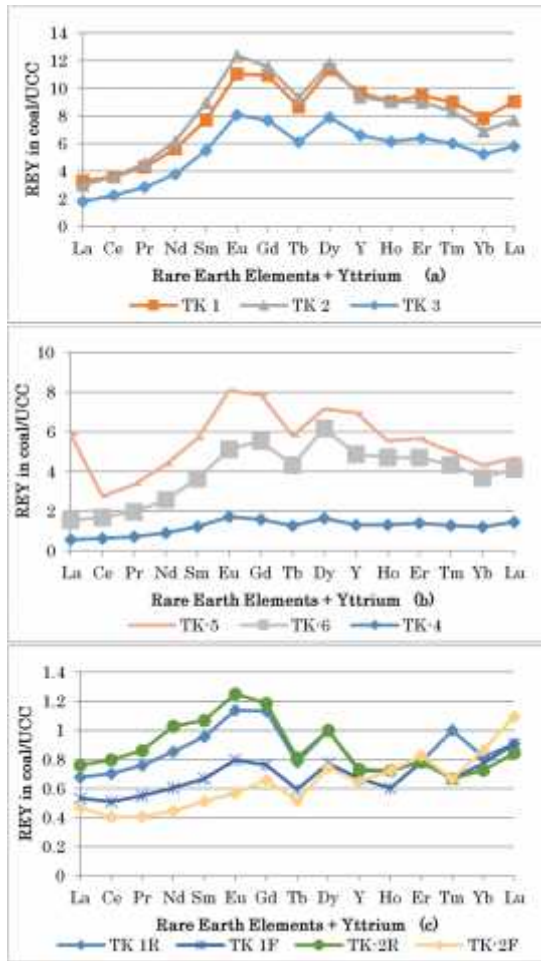 14
12
10
8
6
4
2
0
REY in coal/UCC
La Ce Pr Nd Sm Eu Gd Tb Dy Y Ho Er Tm Yb Lu
Rare Earth Elements + Yttrium (a)
TK 1 TK 2 TK 3
10
8
6
4
2
0
REY in coal/UCC
La Ce Pr Nd Sm Eu Gd Tb Dy Y Ho Er Tm Yb Lu
Rare Earth Elements + Yttrium (b)
TK-5 TK-6 TK-4
1.4
1.2
1
0.8
0.6
0.4
0.2
0
REY in coal/UCC
La Ce Pr Nd Sm Eu Gd Tb Dy Y Ho Er Tm Yb Lu
Rare Earth Elements + Yttrium (c)
TK 1R TK 1F TK-2R TK-2F